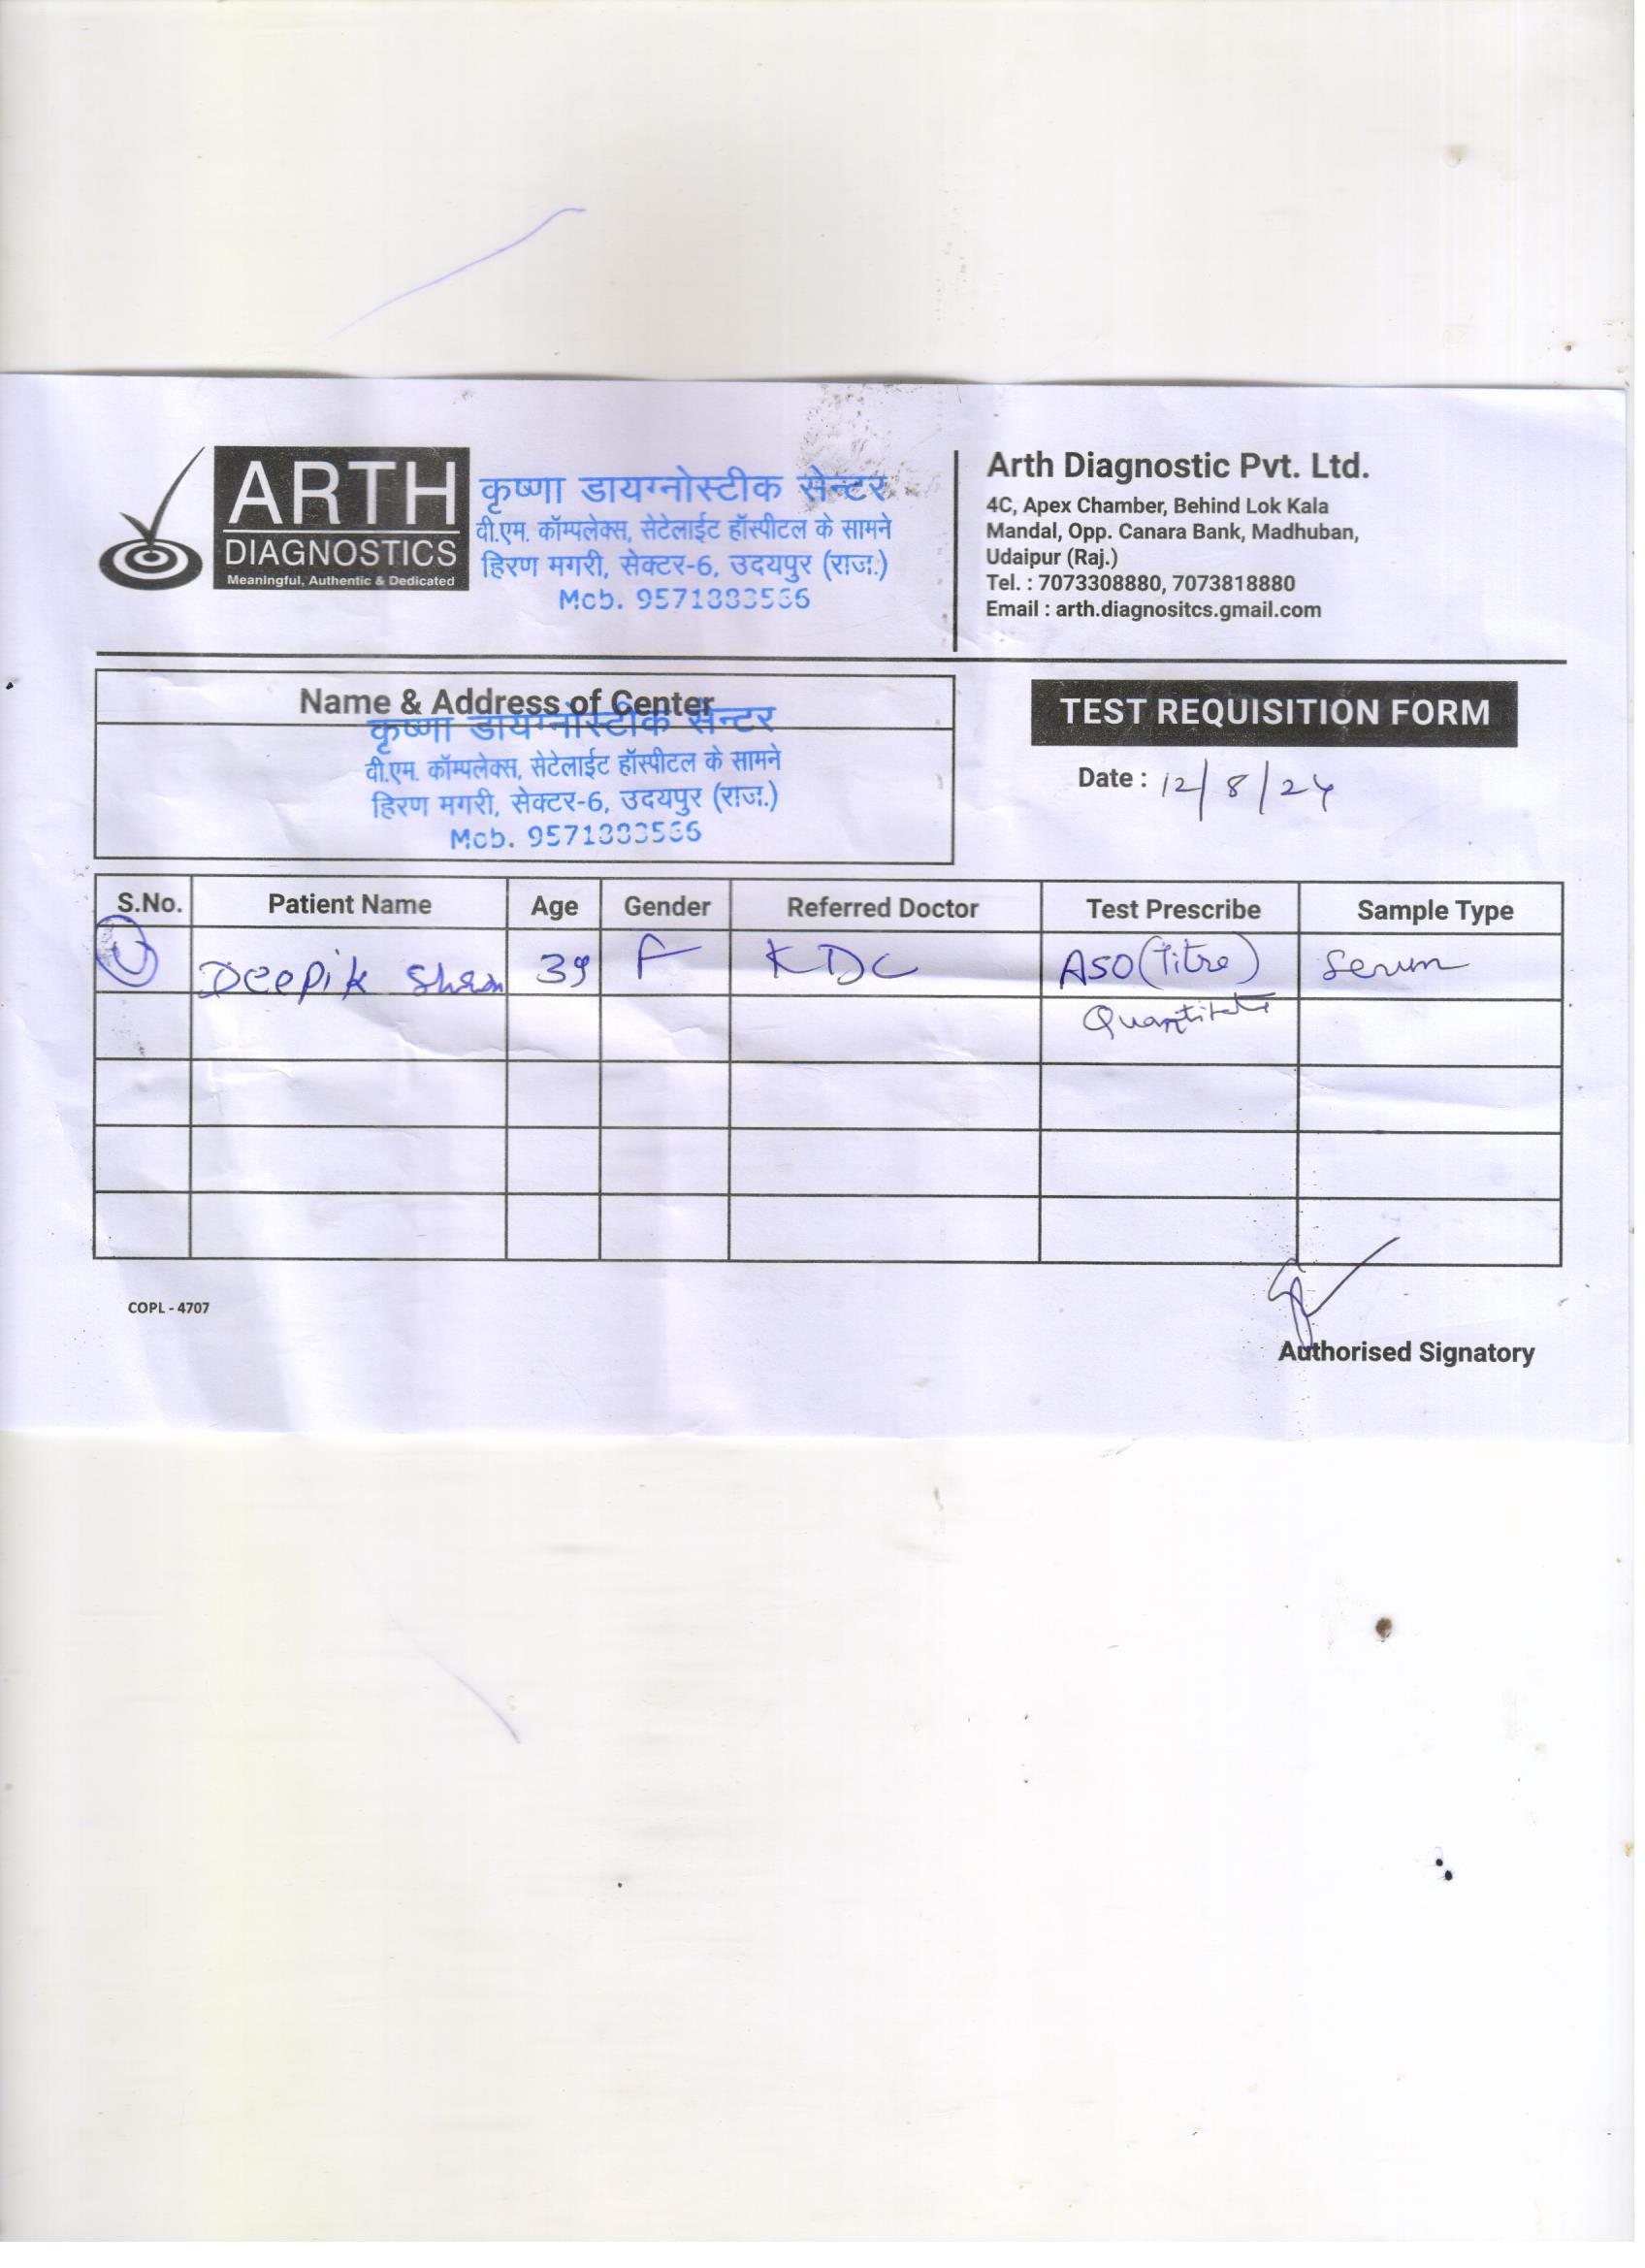 ARTH
DIAGNOSTICS
Meaningful, Authentic & Dedicated
कृष्णा डायग्नोस्टीक सेन्टर
वी.एम. कॉम्पलेक्स, सेटेलाईट हॉस्पीटल के सामने
हिरण मगरी, सेक्टर-6, उदयपुर (राज.)
Mob.
Arth Diagnostic Pvt. Ltd.
4C, Apex Chamber, Behind Lok Kala
Mandal, Opp. Canara Bank, Madhuban,
Udaipur (Raj.)
Tel. : 7073308880, 7073818880
Email : arth.diagnositcs.gmail.com
Name & Address of Center
कृष्णा डायग्नोस्टीक सेन्टर
वी.एम. कॉम्पलेक्स, सेटेलाईट हॉस्पीटल के सामने
हिरण मगरी, सेक्टर-6, उदयपुर (राज.)
Mob.
TEST REQUISITION FORM
Date : 12/8/24
S.No. Patient Name Age Gender Referred Doctor Test Prescribe Sample Type
Deepik 39 F KDC ASO (Titre) Serum
COPL - 4707
Authorised Signatory